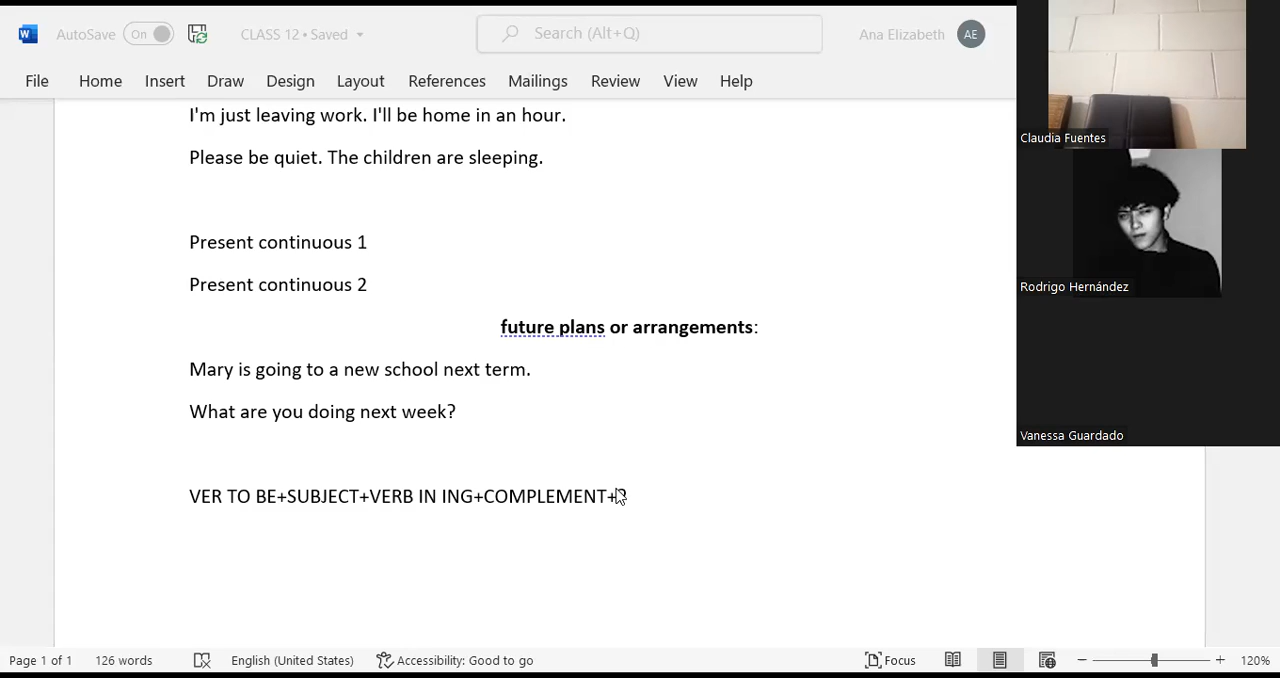 AutoSave On CLASS 12 • Saved Search (Alt+Q) Ana Elizabeth AE
File Home Insert Draw Design Layout References Mailings Review View Help
I'm just leaving work. I'll be home in an hour.
Please be quiet. The children are sleeping.
Present continuous 1
Present continuous 2
future plans or arrangements:
Mary is going to a new school next term.
What are you doing next week?
VER TO BE+SUBJECT+VERB IN ING+COMPLEMENT+?
Claudia Fuentes
Rodrigo Hernández
Vanessa Guardado
Page 1 of 1 126 words English (United States) Accessibility: Good to go Focus 120%